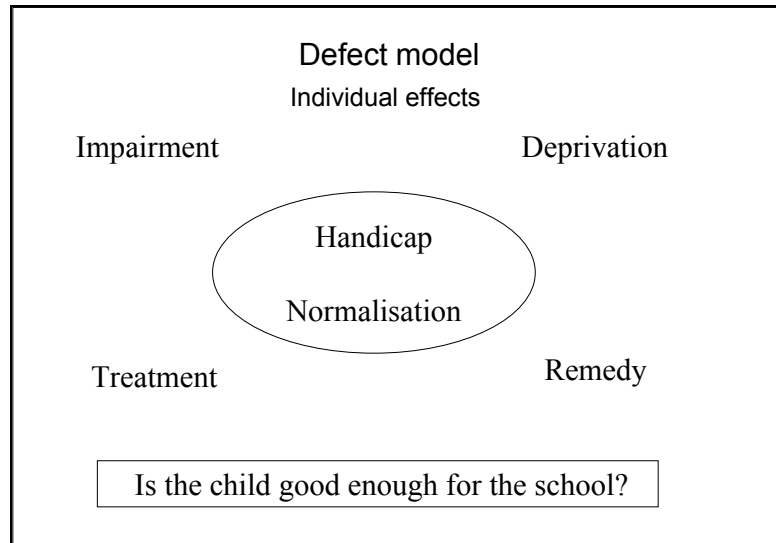 Defect model
Individual effects
Impairment
Deprivation
Handicap
Normalisation
Treatment
Remedy
Is the child good enough for the school?